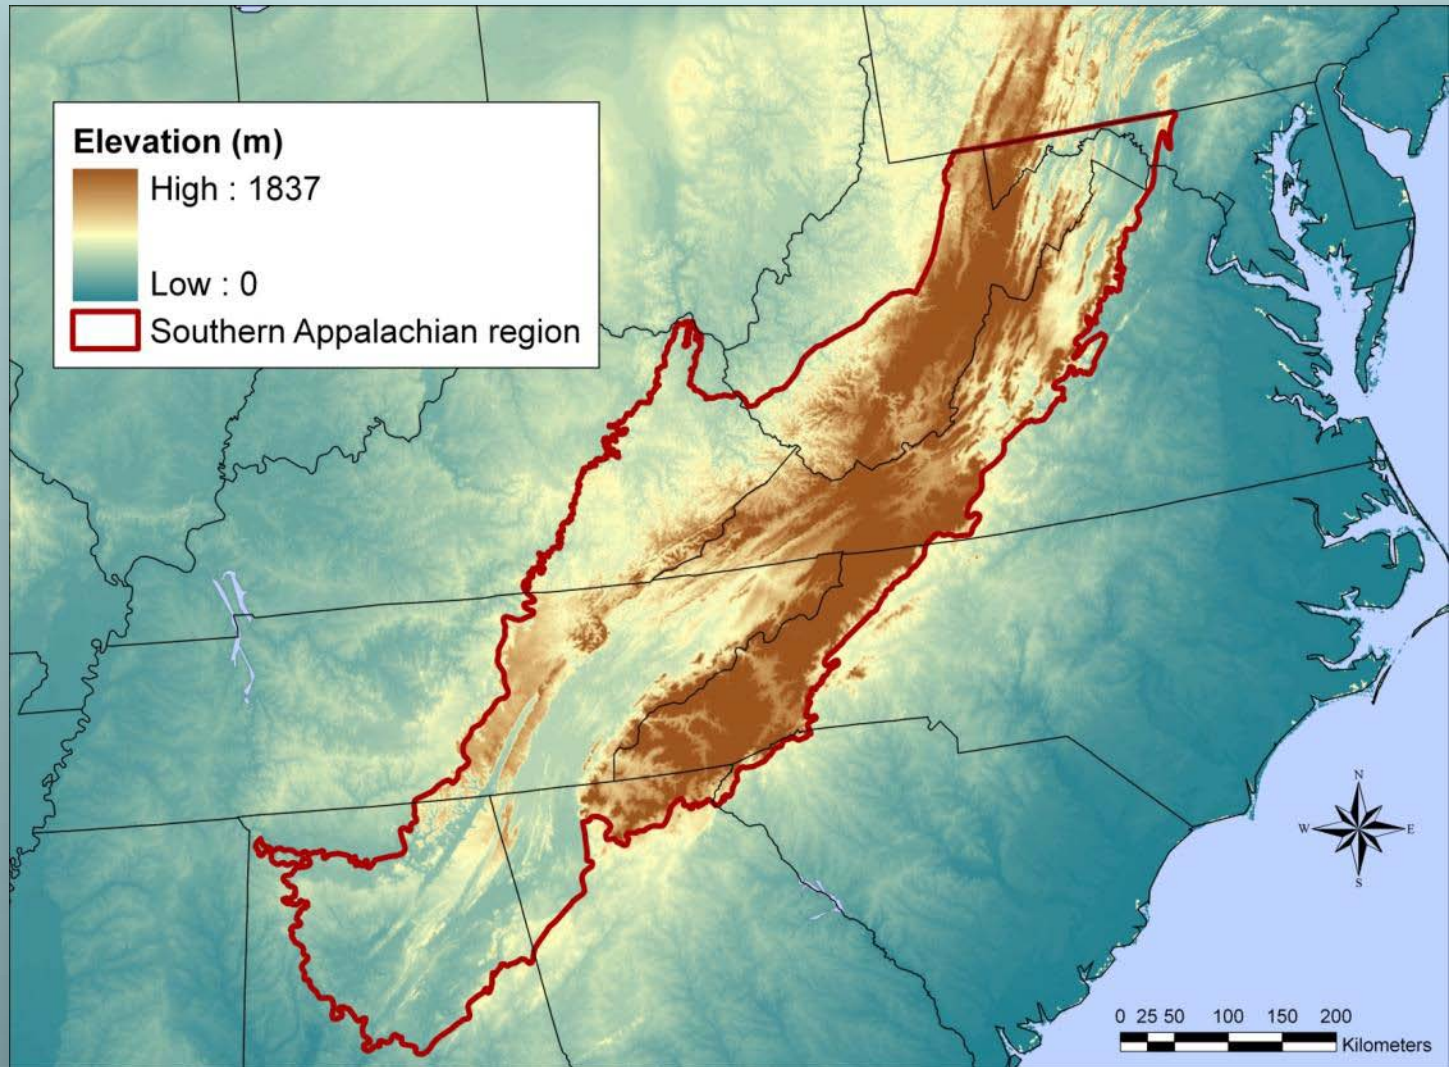 Elevation (m)
High : 1837
Low : 0
Southern Appalachian region
N
W E
S
0 25 50 100 150 200
Kilometers